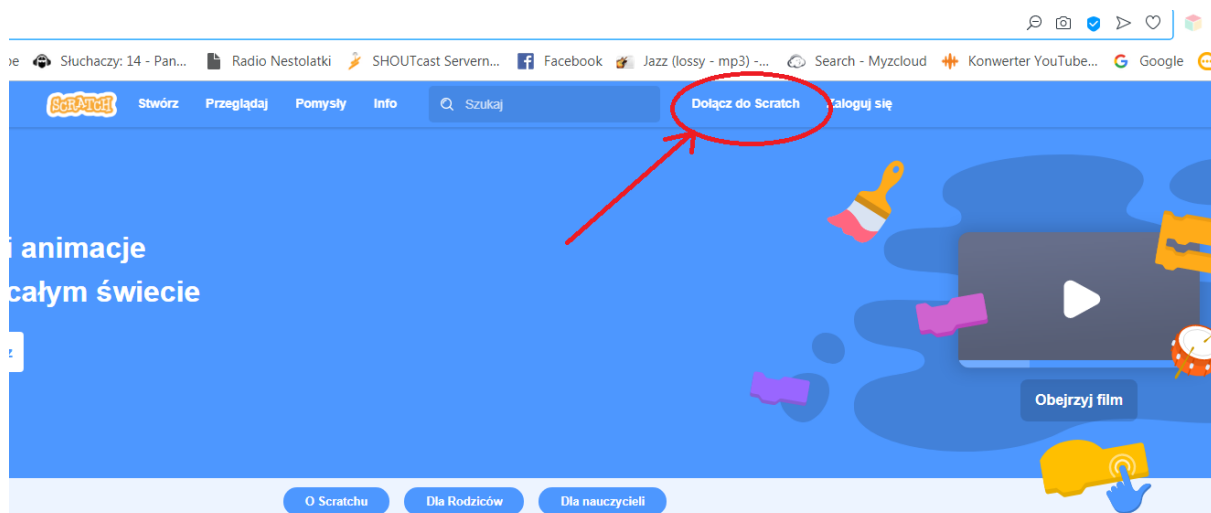 pe Słuchaczy: 14 - Pan... Radio Nestolatki SHOUTcast Servern... Facebook Jazz (lossy - mp3) -... Search - Myzcloud Konwerter YouTube... Google
SCRATCH Stwórz Przeglądaj Pomysły Info Szukaj Dołącz do Scratch Zaloguj się
i animacje
całym świecie
z
Obejrzyj film
O Scratchu Dla Rodziców Dla nauczycieli